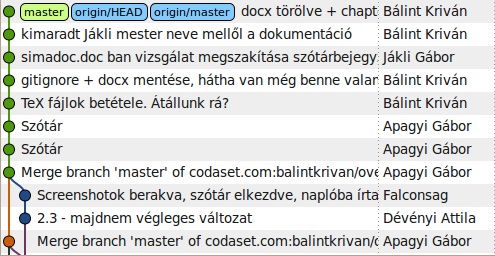 master origin/HEAD origin/master docx törölve + chapt Bálint Kriván
kimaradt Jákli mester neve mellől a dokumentáció Bálint Kriván
simadoc.doc ban vizsgálat megszakítása szótárbejegy Jákli Gábor
gitignore + docx mentése, hátha van még benne valar Bálint Kriván
TeX fájlok betétele. Átállunk rá? Bálint Kriván
Szótár Apagyi Gábor
Szótár Apagyi Gábor
Merge branch 'master' of codaset.com:balintkrivan/ove Apagyi Gábor
Screenshotok berakva, szótár elkezdve, naplóba írta Falconsag
2.3 - majdnem végleges változat Dévényi Attila
Merge branch 'master' of codaset.com:balintkrivan/o Apagyi Gábor